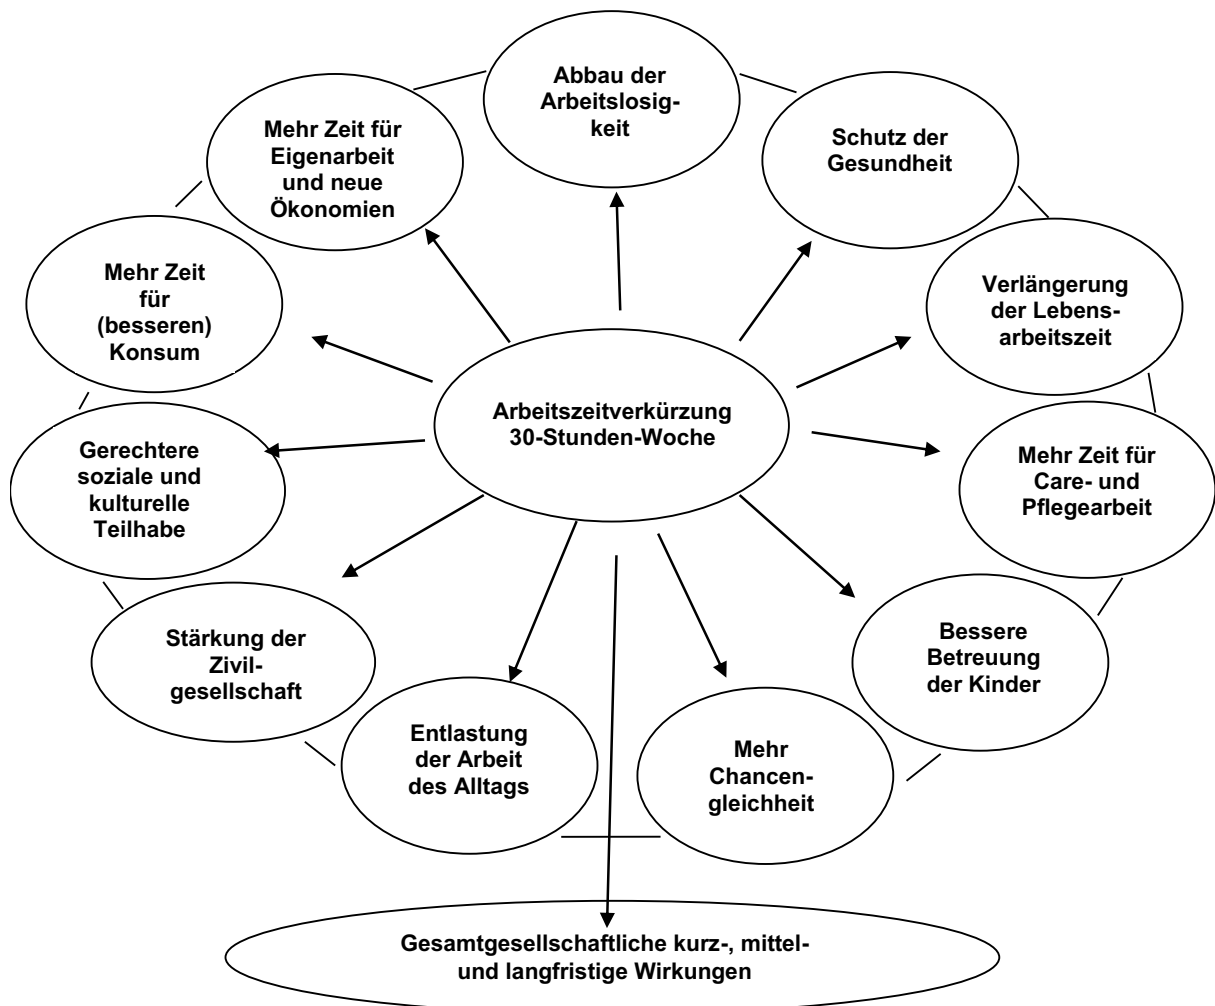 Abbau der
Arbeitslosig-
keit
Schutz der
Gesundheit
Verlängerung
der Lebens-
arbeitszeit
Mehr Zeit für
Care- und
Pflegearbeit
Bessere
Betreuung
der Kinder
Mehr
Chancen-
gleichheit
Entlastung
der Arbeit
des Alltags
Stärkung der
Zivil-
gesellschaft
Gerechtere
soziale und
kulturelle
Teilhabe
Mehr Zeit
für
(besseren)
Konsum
Mehr Zeit für
Eigenarbeit
und neue
Ökonomien
Arbeitszeitverkürzung
30-Stunden-Woche
Gesamtgesellschaftliche kurz-, mittel-
und langfristige Wirkungen